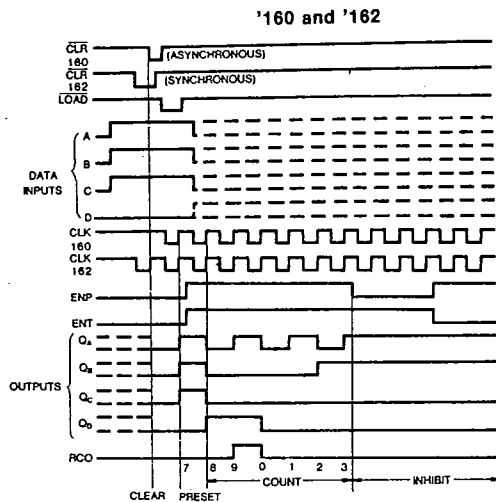 '160 and '162
CLR
160
(ASYNCHRONOUS)
CLR
162
(SYNCHRONOUS)
LOAD
A
B
DATA
INPUTS
C
D
CLK
160
CLK
162
ENP
ENT
QA
QB
OUTPUTS
QC
QD
RCO
7 8 9 0 1 2 3
COUNT
INHIBIT
CLEAR PRESET